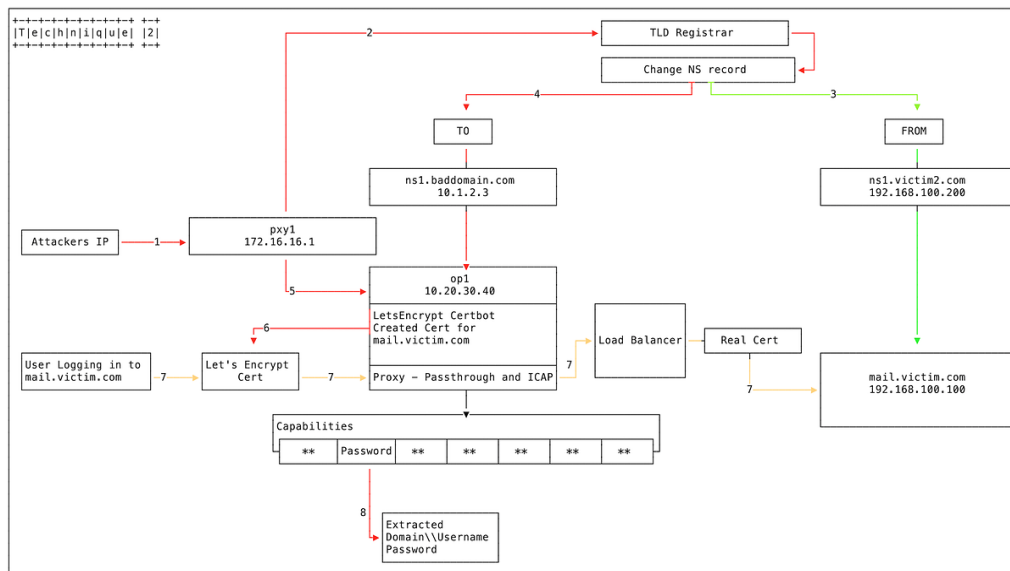 +-+-+-+-+-+-+-+-+-+ +-+
|T|e|c|h|n|i|q|u|e| |2|
+-+-+-+-+-+-+-+-+-+ +-+
2
TLD Registrar
Change NS record
4
3
TO
FROM
ns1.baddomain.com
10.1.2.3
ns1.victim2.com
192.168.100.200
Attackers IP
1
pxy1
172.16.16.1
op1
10.20.30.40
5
LetsEncrypt Certbot
Created Cert for
mail.victim.com
6
User Logging in to
mail.victim.com
7
Let's Encrypt
Cert
7
Proxy - Passthrough and ICAP
7
Load Balancer
Real Cert
7
mail.victim.com
192.168.100.100
Capabilities
** Password ** ** ** ** **
8
Extracted
Domain\\Username
Password